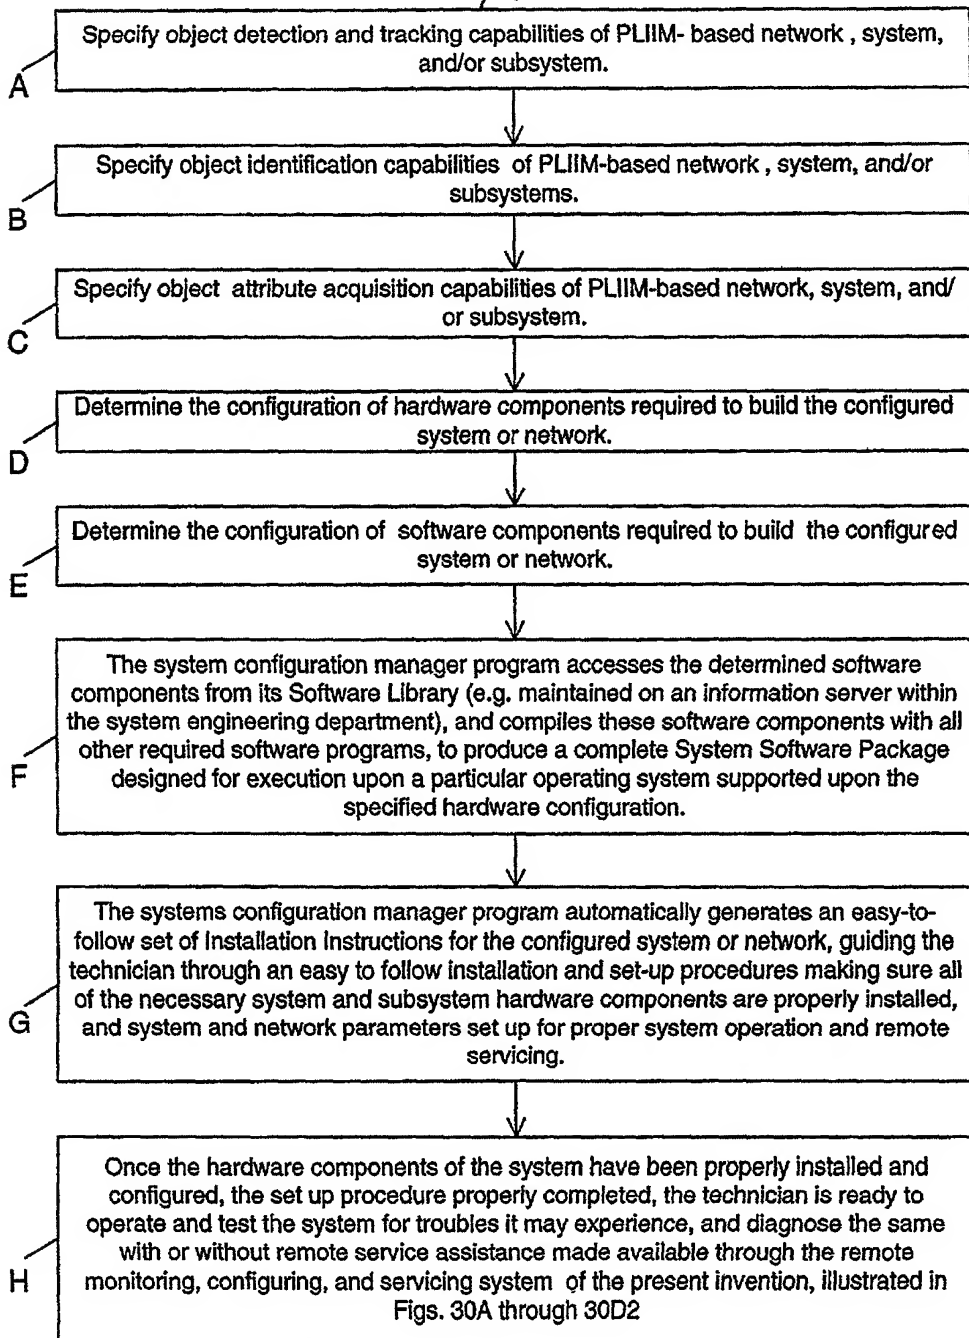 Specify object detection and tracking capabilities of PLIIM- based network , system,
and/or subsystem.
A
Specify object identification capabilities of PLIIM-based network , system, and/or
subsystems.
B
Specify object attribute acquisition capabilities of PLIIM-based network, system, and/
or subsystem.
C
Determine the configuration of hardware components required to build the configured
system or network.
D
Determine the configuration of software components required to build the configured
system or network.
E
The system configuration manager program accesses the determined software
components from its Software Library (e.g. maintained on an information server within
the system engineering department), and compiles these software components with all
other required software programs, to produce a complete System Software Package
designed for execution upon a particular operating system supported upon the
specified hardware configuration.
F
The systems configuration manager program automatically generates an easy-to-
follow set of Installation Instructions for the configured system or network, guiding the
technician through an easy to follow installation and set-up procedures making sure all
of the necessary system and subsystem hardware components are properly installed,
and system and network parameters set up for proper system operation and remote
servicing.
G
Once the hardware components of the system have been properly installed and
configured, the set up procedure properly completed, the technician is ready to
operate and test the system for troubles it may experience, and diagnose the same
with or without remote service assistance made available through the remote
monitoring, configuring, and servicing system of the present invention, illustrated in
Figs. 30A through 30D2
H